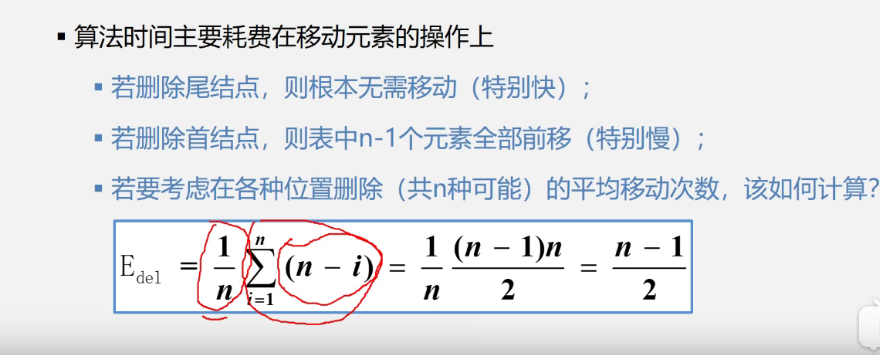 ▪ 算法时间主要耗费在移动元素的操作上
▪ 若删除尾结点，则根本无需移动（特别快）；
▪ 若删除首结点，则表中n-1个元素全部前移（特别慢）；
▪ 若要考虑在各种位置删除（共n种可能）的平均移动次数，该如何计算?
E_del = \frac{1}{n} \sum_{i=1}^{n} (n - i) = \frac{1}{n} \frac{(n - 1)n}{2} = \frac{n - 1}{2}